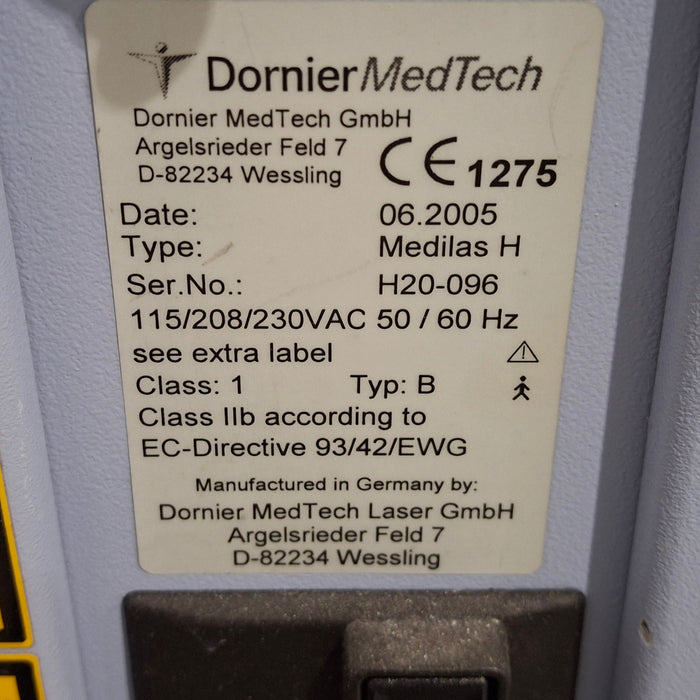 DornierMedTech
Dornier MedTech GmbH
Argelsrieder Feld 7
D-82234 Wessling
CE 1275
Date: 06.2005
Type: Medilas H
Ser.No.: H20-096
115/208/230VAC 50 / 60 Hz
see extra label
Class: 1 Typ: B
Class IIb according to
EC-Directive 93/42/EWG
Manufactured in Germany by:
Dornier MedTech Laser GmbH
Argelsrieder Feld 7
D-82234 Wessling